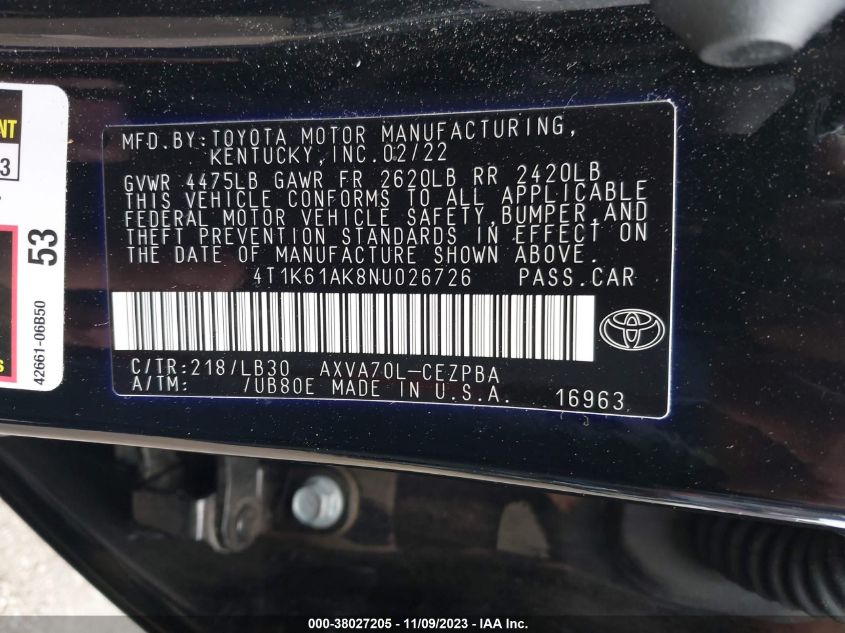 MFD.BY:TOYOTA MOTOR MANUFACTURING,
KENTUCKY,INC.02/22
GVWR 4475LB GAWR FR 2620LB RR 2420LB
THIS VEHICLE CONFORMS TO ALL APPLICABLE
FEDERAL MOTOR VEHICLE SAFETY,BUMPER,AND
THEFT PREVENTION STANDARDS IN EFFECT ON
THE DATE OF MANUFACTURE SHOWN ABOVE.
4T1K61AK8NU026726 PASS.CAR
C/TR:218/LB30 AXVA70L-CEZPBA
A/TM: /UB80E MADE IN U.S.A. 16963
53
42661-06B50
000-38027205 - 11/09/2023 - IAA Inc.